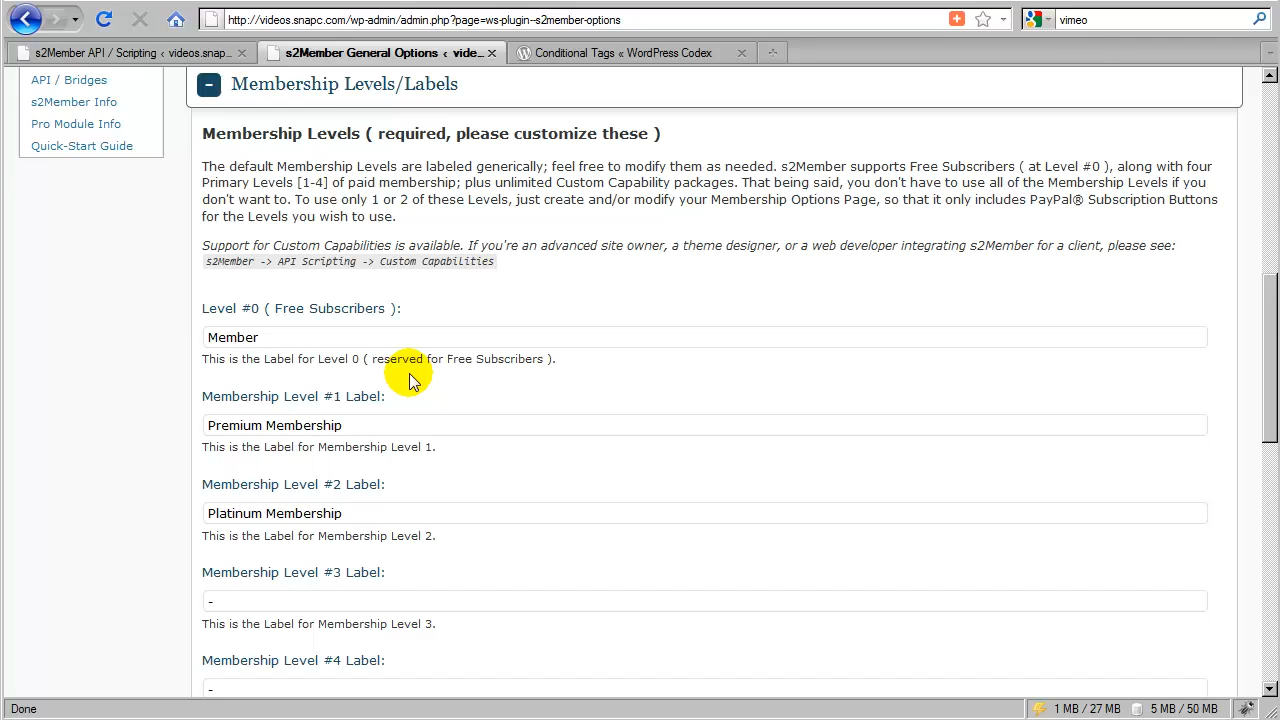 http://videos.snapc.com/wp-admin/admin.php?page=ws-plugin--s2member-options
vimeo
s2Member API / Scripting ‹ videos.snap...
s2Member General Options ‹ vide...
Conditional Tags « WordPress Codex
API / Bridges
s2Member Info
Pro Module Info
Quick-Start Guide
Membership Levels/Labels
Membership Levels ( required, please customize these )
The default Membership Levels are labeled generically; feel free to modify them as needed. s2Member supports Free Subscribers ( at Level #0 ), along with four
Primary Levels [1-4] of paid membership; plus unlimited Custom Capability packages. That being said, you don't have to use all of the Membership Levels if you
don't want to. To use only 1 or 2 of these Levels, just create and/or modify your Membership Options Page, so that it only includes PayPal® Subscription Buttons
for the Levels you wish to use.
Support for Custom Capabilities is available. If you're an advanced site owner, a theme designer, or a web developer integrating s2Member for a client, please see:
s2Member -> API Scripting -> Custom Capabilities
Level #0 ( Free Subscribers ):
Member
This is the Label for Level 0 ( reserved for Free Subscribers ).
Membership Level #1 Label:
Premium Membership
This is the Label for Membership Level 1.
Membership Level #2 Label:
Platinum Membership
This is the Label for Membership Level 2.
Membership Level #3 Label:
-
This is the Label for Membership Level 3.
Membership Level #4 Label:
-
Done
1 MB / 27 MB
5 MB / 50 MB